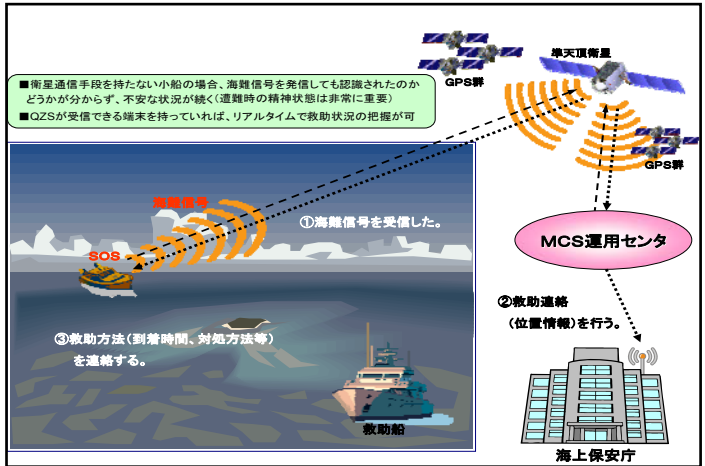 準天頂衛星
GPS群
■衛星通信手段を持たない小船の場合、海難信号を発信しても認識されたのか
どうかが分からず、不安な状況が続く(遭難時の精神状態は非常に重要)
■QZSが受信できる端末を持っていれば、リアルタイムで救助状況の把握が可
GPS群
海難信号
①海難信号を受信した。
SOS
MCS運用センタ
②救助連絡
(位置情報)を行う。
③救助方法(到着時間、対処方法等)
を連絡する。
救助船
海上保安庁